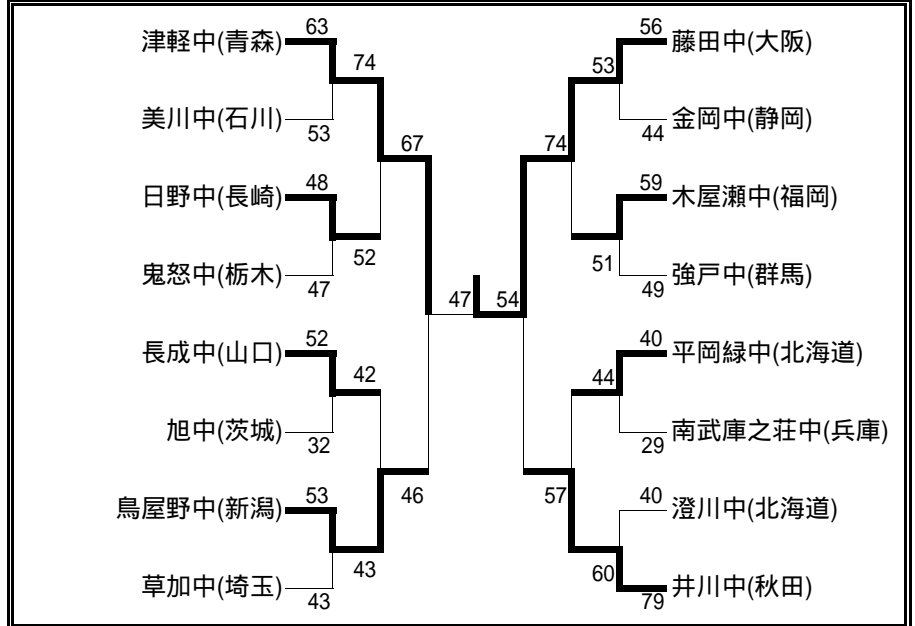 63
津軽中(青森)
74
美川中(石川)
53
67
48
日野中(長崎)
52
鬼怒中(栃木)
47
52
長成中(山口)
42
旭中(茨城)
32
46
53
鳥屋野中(新潟)
43
草加中(埼玉)
43
47 54
56
藤田中(大阪)
53
金岡中(静岡)
44
74
59
木屋瀬中(福岡)
51
強戸中(群馬)
49
40
平岡緑中(北海道)
44
南武庫之荘中(兵庫)
29
57
40
澄川中(北海道)
60
井川中(秋田)
79